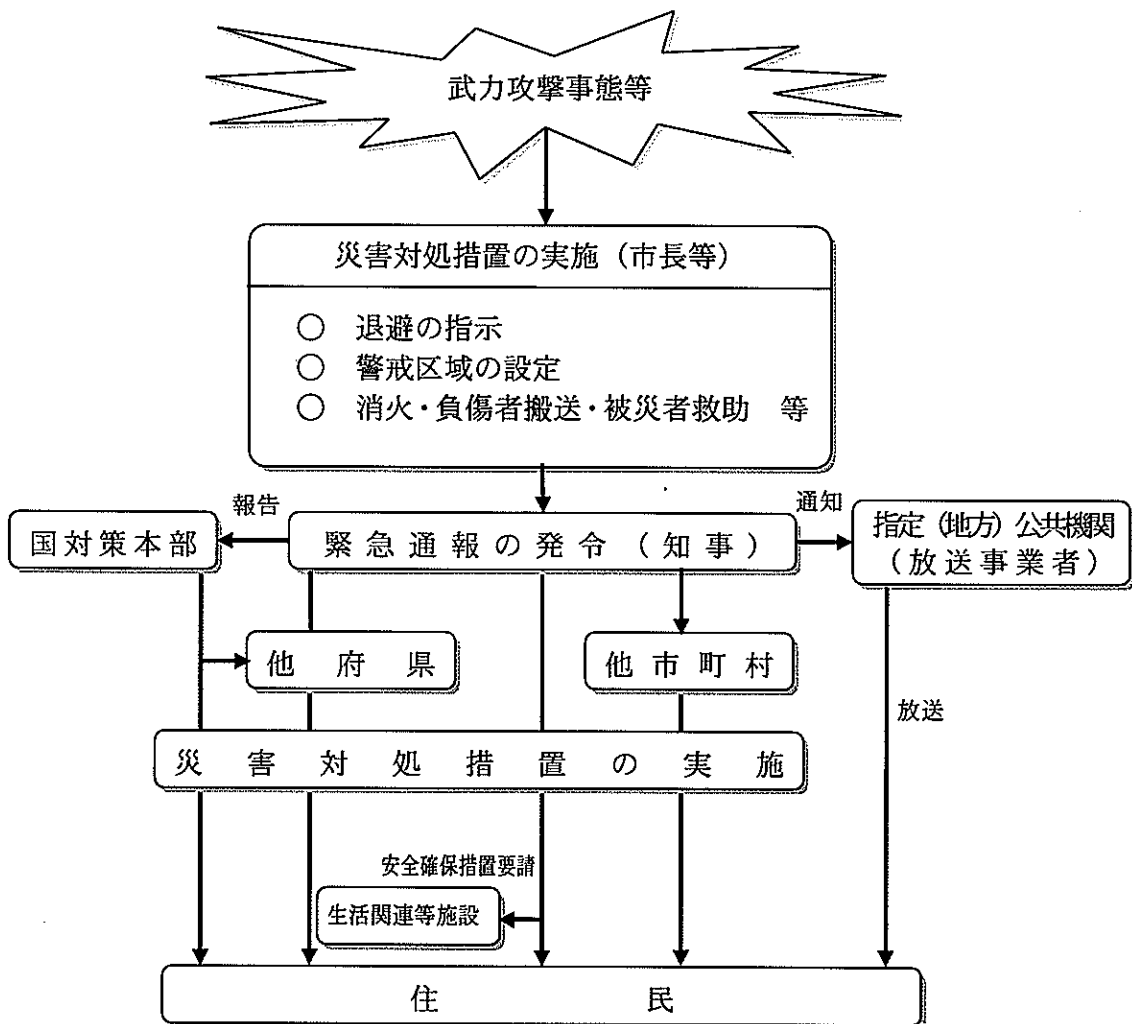 武力攻撃事態等
災害対処措置の実施（市長等）
○　退避の指示
○　警戒区域の設定
○　消火・負傷者搬送・被災者救助　等
報告
通知
国対策本部
緊急通報の発令（知事）
指定（地方）公共機関
（放送事業者）
他府県
他市町村
放送
災害対処措置の実施
安全確保措置要請
生活関連等施設
住民